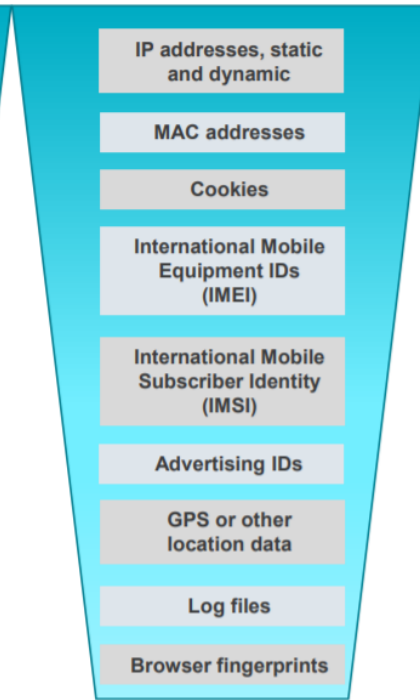 IP addresses, static
and dynamic
MAC addresses
Cookies
International Mobile
Equipment IDs
(IMEI)
International Mobile
Subscriber Identity
(IMSI)
Advertising IDs
GPS or other
location data
Log files
Browser fingerprints